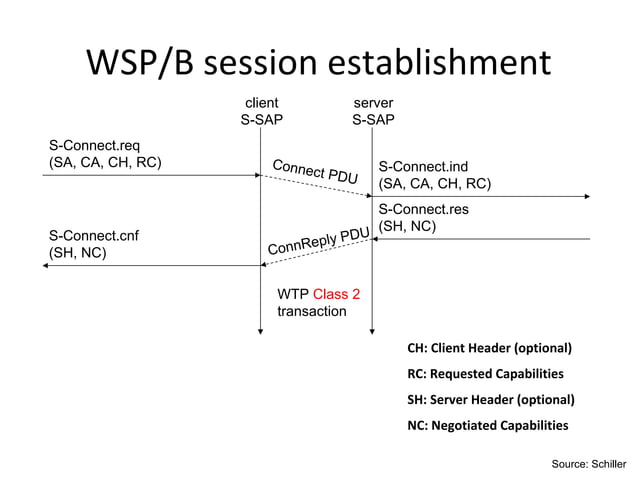 WSP/B session establishment
client
S-SAP
server
S-SAP
S-Connect.req
(SA, CA, CH, RC)
Connect PDU
S-Connect.ind
(SA, CA, CH, RC)
S-Connect.res
(SH, NC)
S-Connect.cnf
(SH, NC)
ConnReply PDU
WTP Class 2
transaction
CH: Client Header (optional)
RC: Requested Capabilities
SH: Server Header (optional)
NC: Negotiated Capabilities
Source: Schiller